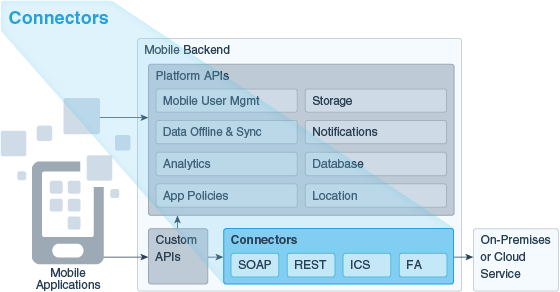 Connectors
Mobile Backend
Platform APIs
Mobile User Mgmt
Storage
Data Offline & Sync
Notifications
Analytics
Database
App Policies
Location
Custom
APIs
Connectors
SOAP
REST
ICS
FA
On-Premises
or Cloud
Service
Mobile
Applications